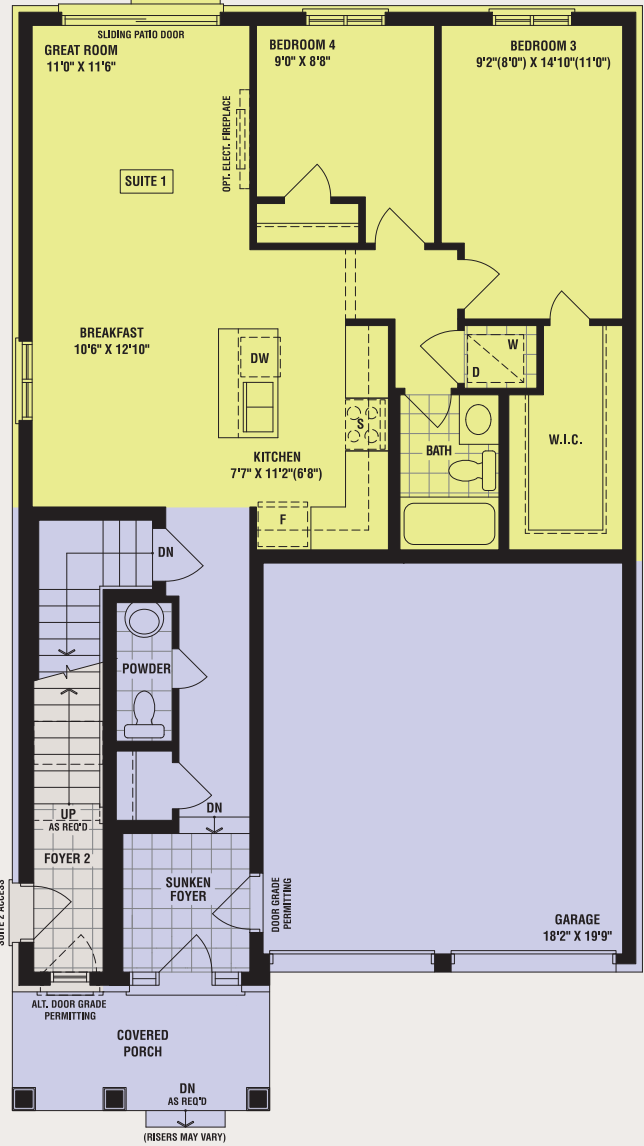 SLIDING PATIO DOOR
GREAT ROOM
11'0" X 11'6"
BEDROOM 4
9'0" X 8'8"
BEDROOM 3
9'2"(8'0") X 14'10"(11'0")
OPT. ELECT. FIREPLACE
SUITE 1
BREAKFAST
10'6" X 12'10"
DW
W
D
S
KITCHEN
7'7" X 11'2"(6'8")
BATH
W.I.C.
F
DN
POWDER
UP
AS REQ'D
DN
FOYER 2
SUNKEN
FOYER
SUITE 2 ACCESS
DOOR GRADE
PERMITTING
GARAGE
18'2" X 19'9"
ALT. DOOR GRADE
PERMITTING
COVERED
PORCH
DN
AS REQ'D
(RISERS MAY VARY)